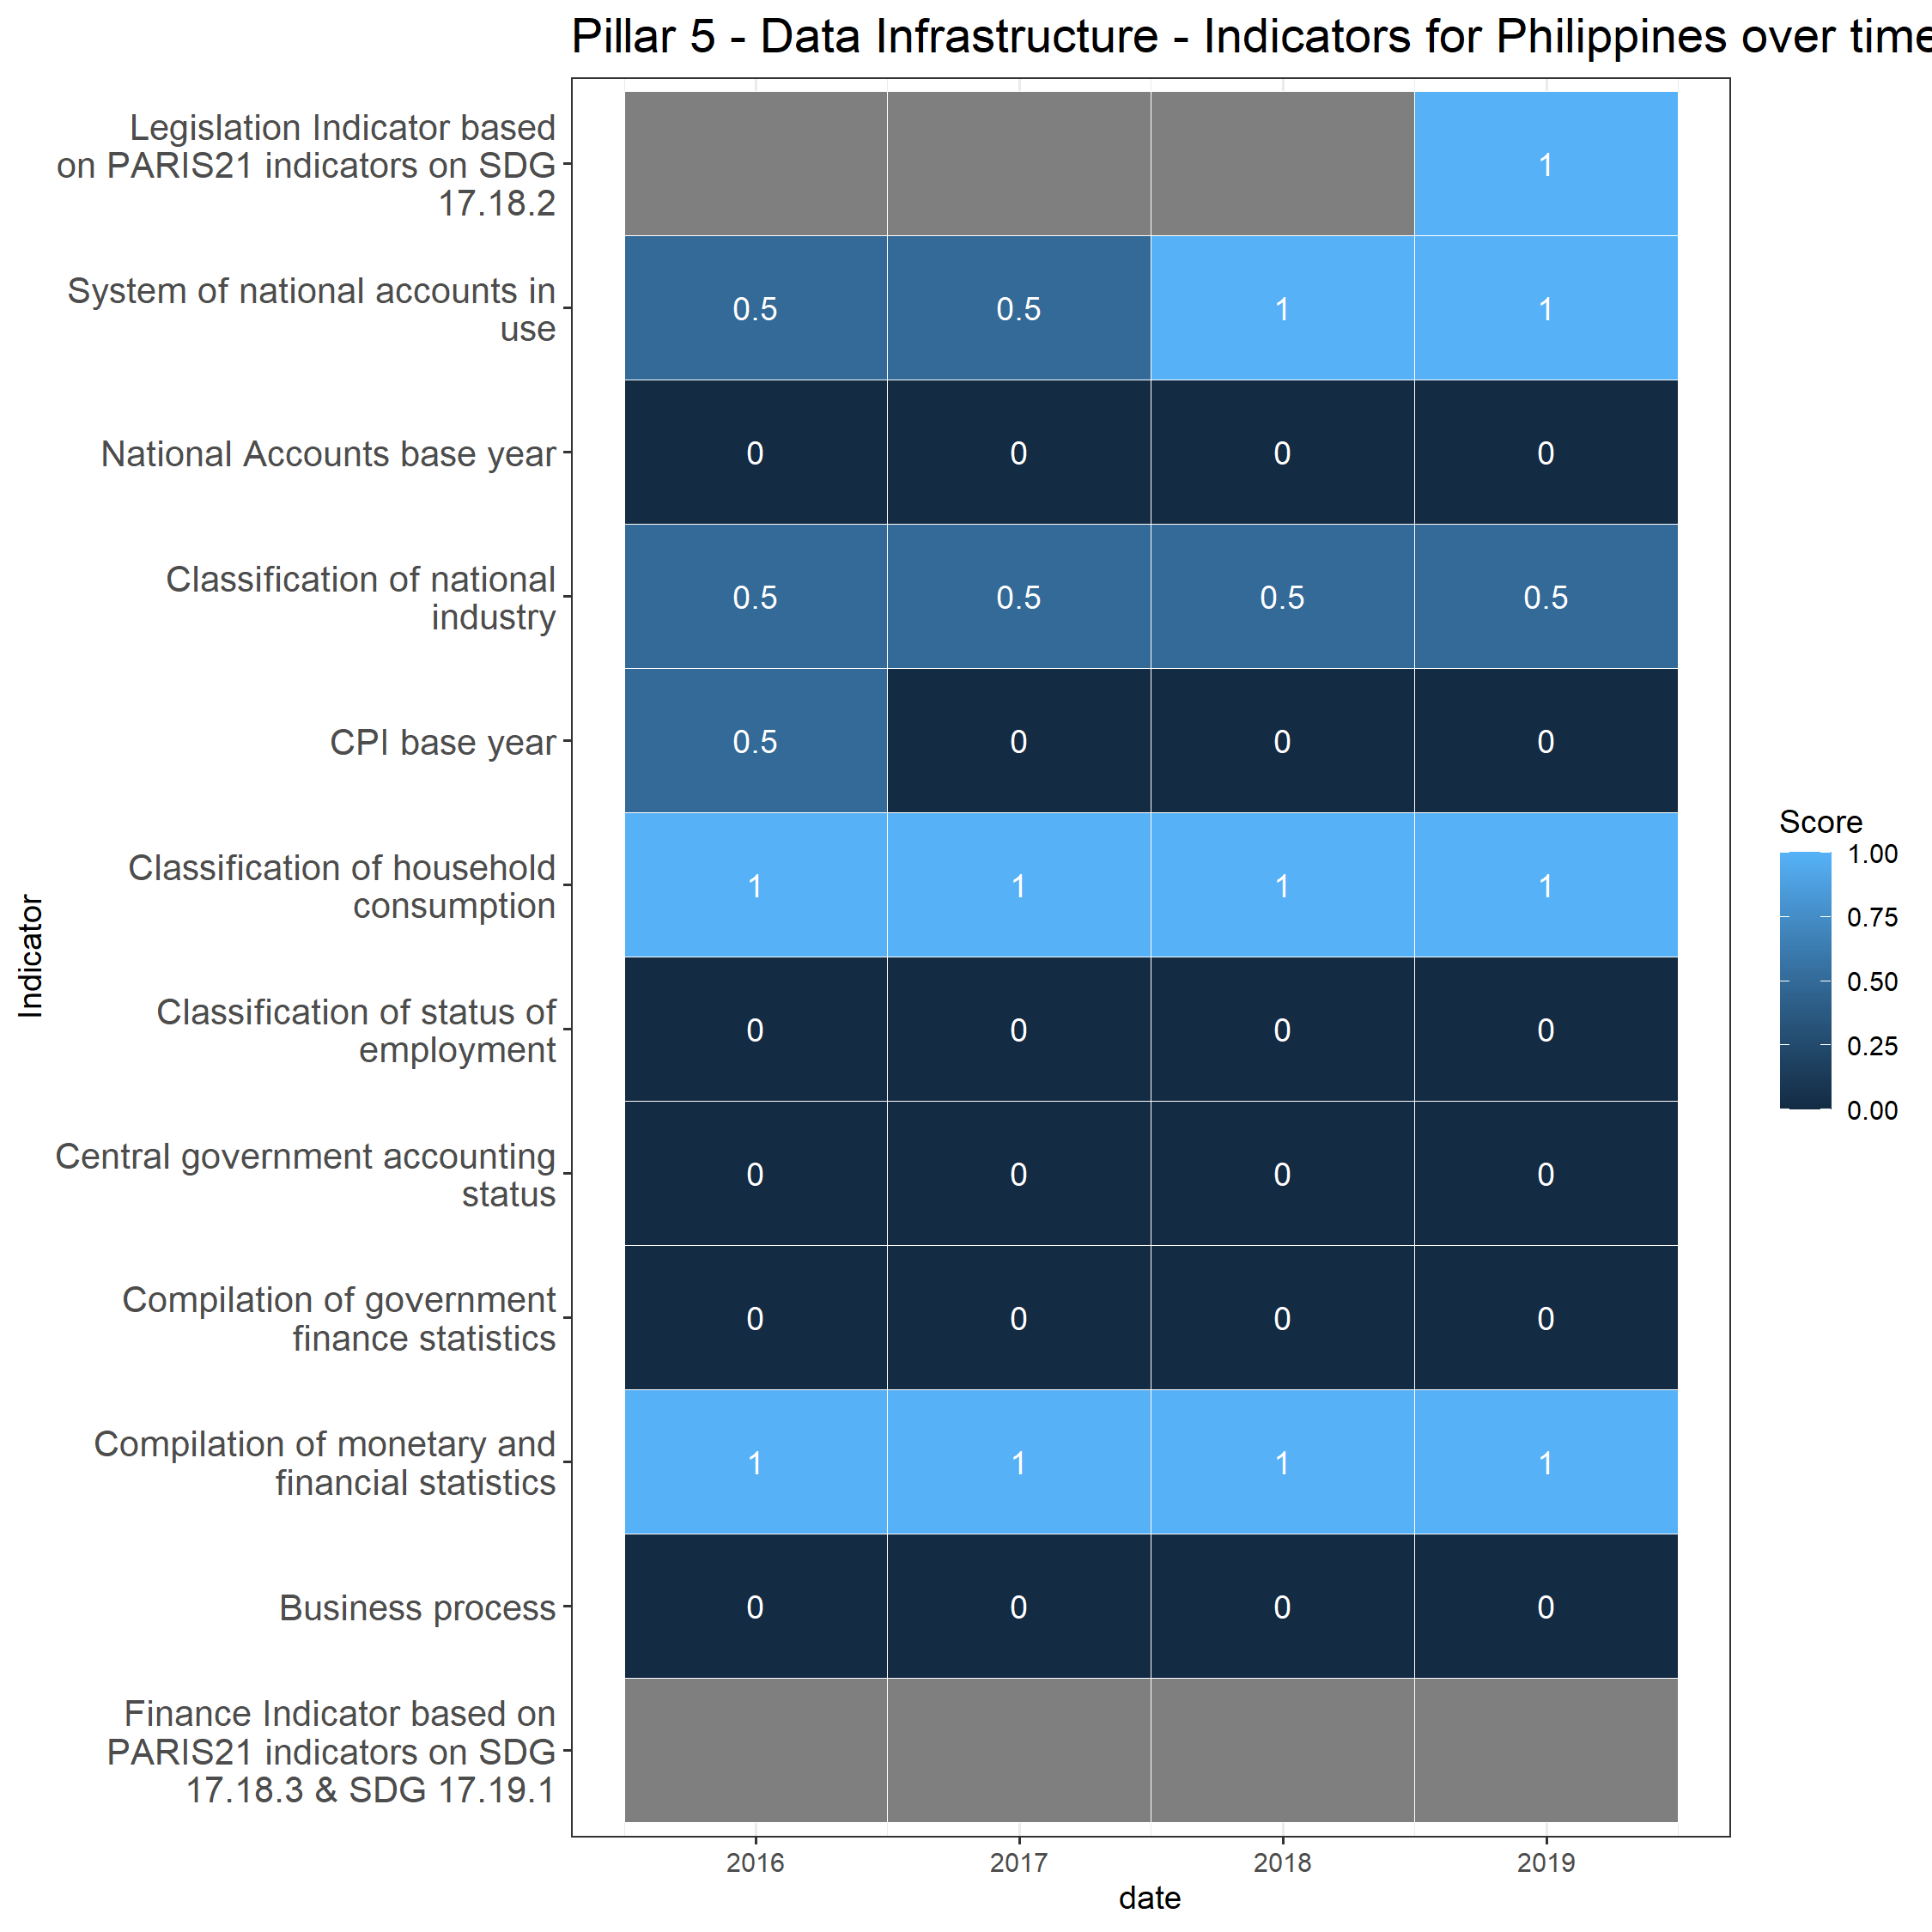 Pillar 5 - Data Infrastructure - Indicators for Philippines over time
Legislation Indicator based
on PARIS21 indicators on SDG
17.18.2
1
System of national accounts in
use
0.5 0.5 1 1
National Accounts base year
0 0 0 0
Classification of national
industry
0.5 0.5 0.5 0.5
CPI base year
0.5 0 0 0
Classification of household
consumption
1 1 1 1
Classification of status of
employment
0 0 0 0
Central government accounting
status
0 0 0 0
Compilation of government
finance statistics
0 0 0 0
Compilation of monetary and
financial statistics
1 1 1 1
Business process
0 0 0 0
Finance Indicator based on
PARIS21 indicators on SDG
17.18.3 & SDG 17.19.1
2016 2017 2018 2019
date
Indicator
Score
1.00
0.75
0.50
0.25
0.00